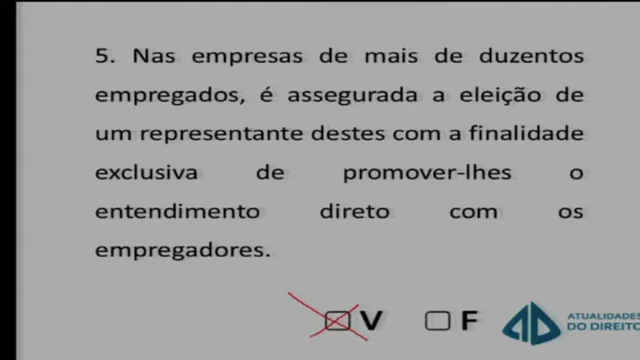 5. Nas empresas de mais de duzentos
empregados, é assegurada a eleição de
um representante destes com a finalidade
exclusiva de promover-lhes o
entendimento direto com os
empregadores.
V F
ATUALIDADES
DO DIREITO